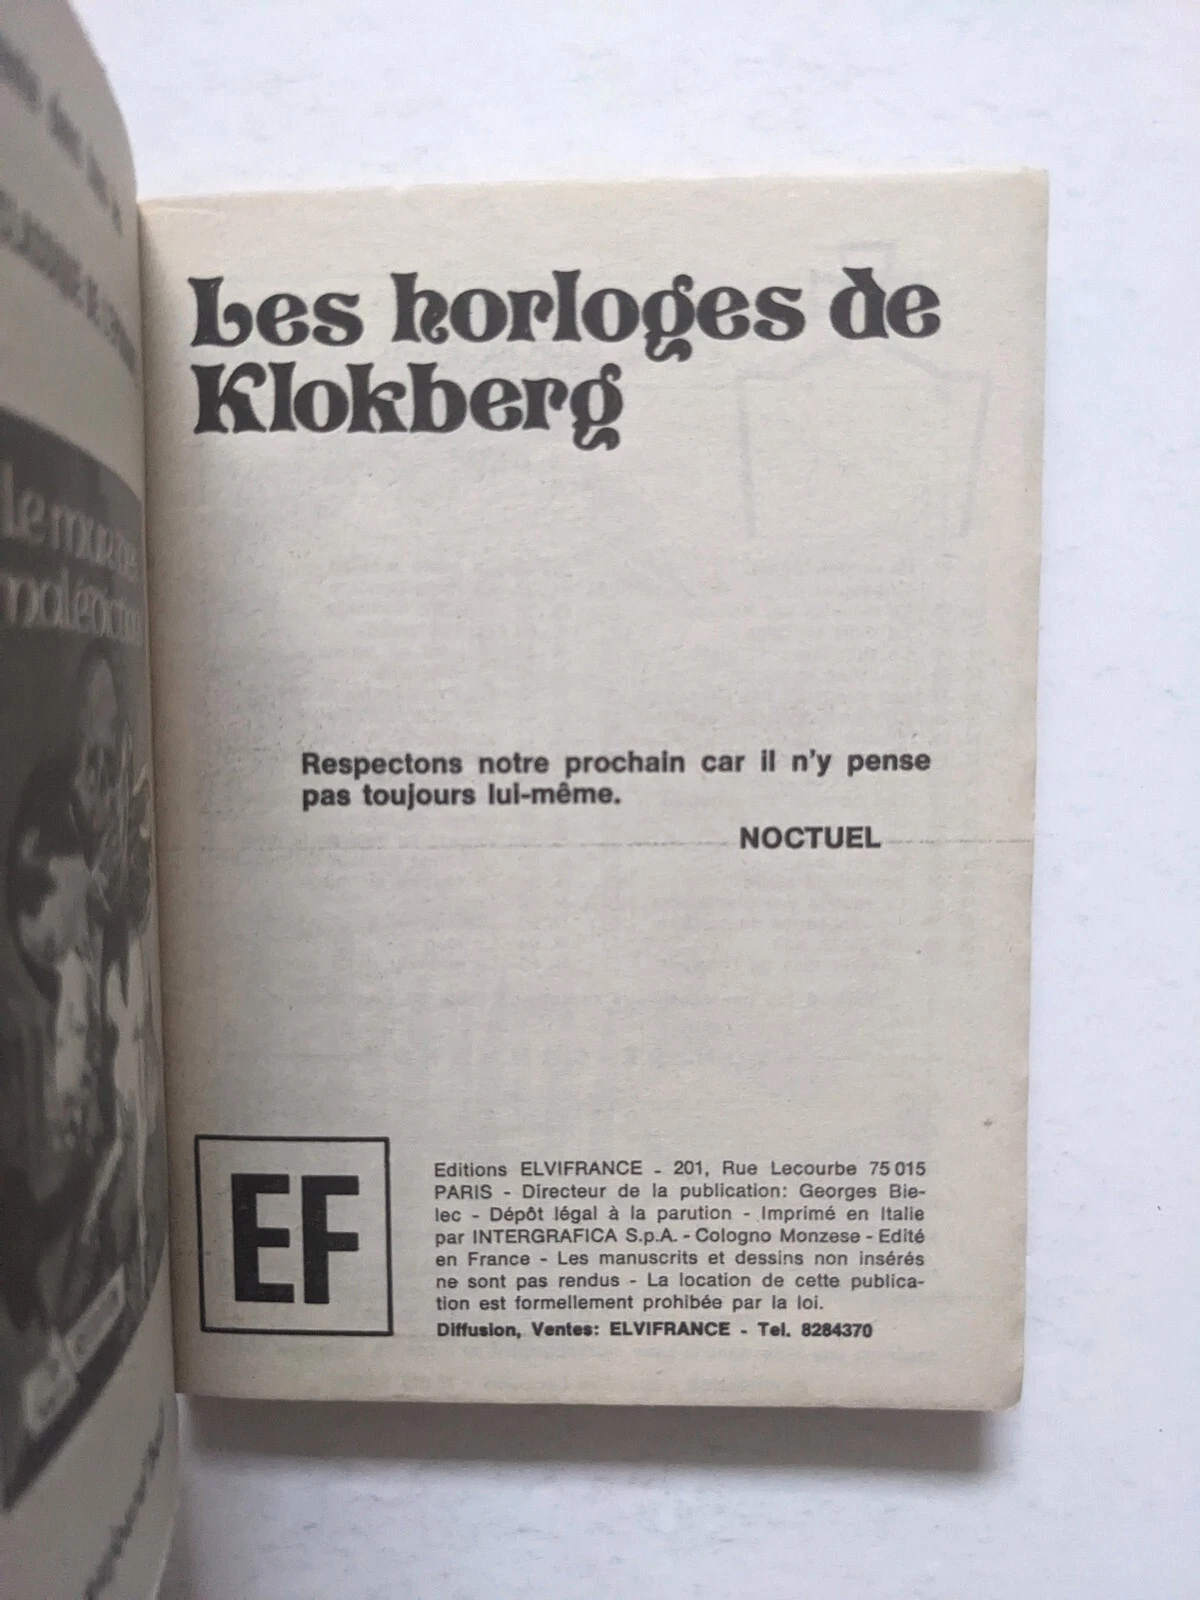 Les horloges de
Klokberg
Respectons notre prochain car il n'y pense
pas toujours lui-même.
NOCTUEL
EF
Editions ELVIFRANCE - 201, Rue Lecourbe 75015
PARIS - Directeur de la publication: Georges Bie-
lec - Dépôt légal à la parution - Imprimé en Italie
par INTERGRAFICA S.p.A. - Cologno Monzese - Edité
en France - Les manuscrits et dessins non insérés
ne sont pas rendus - La location de cette publica-
tion est formellement prohibée par la loi.
Diffusion, Ventes: ELVIFRANCE - Tel. 8284370
Le